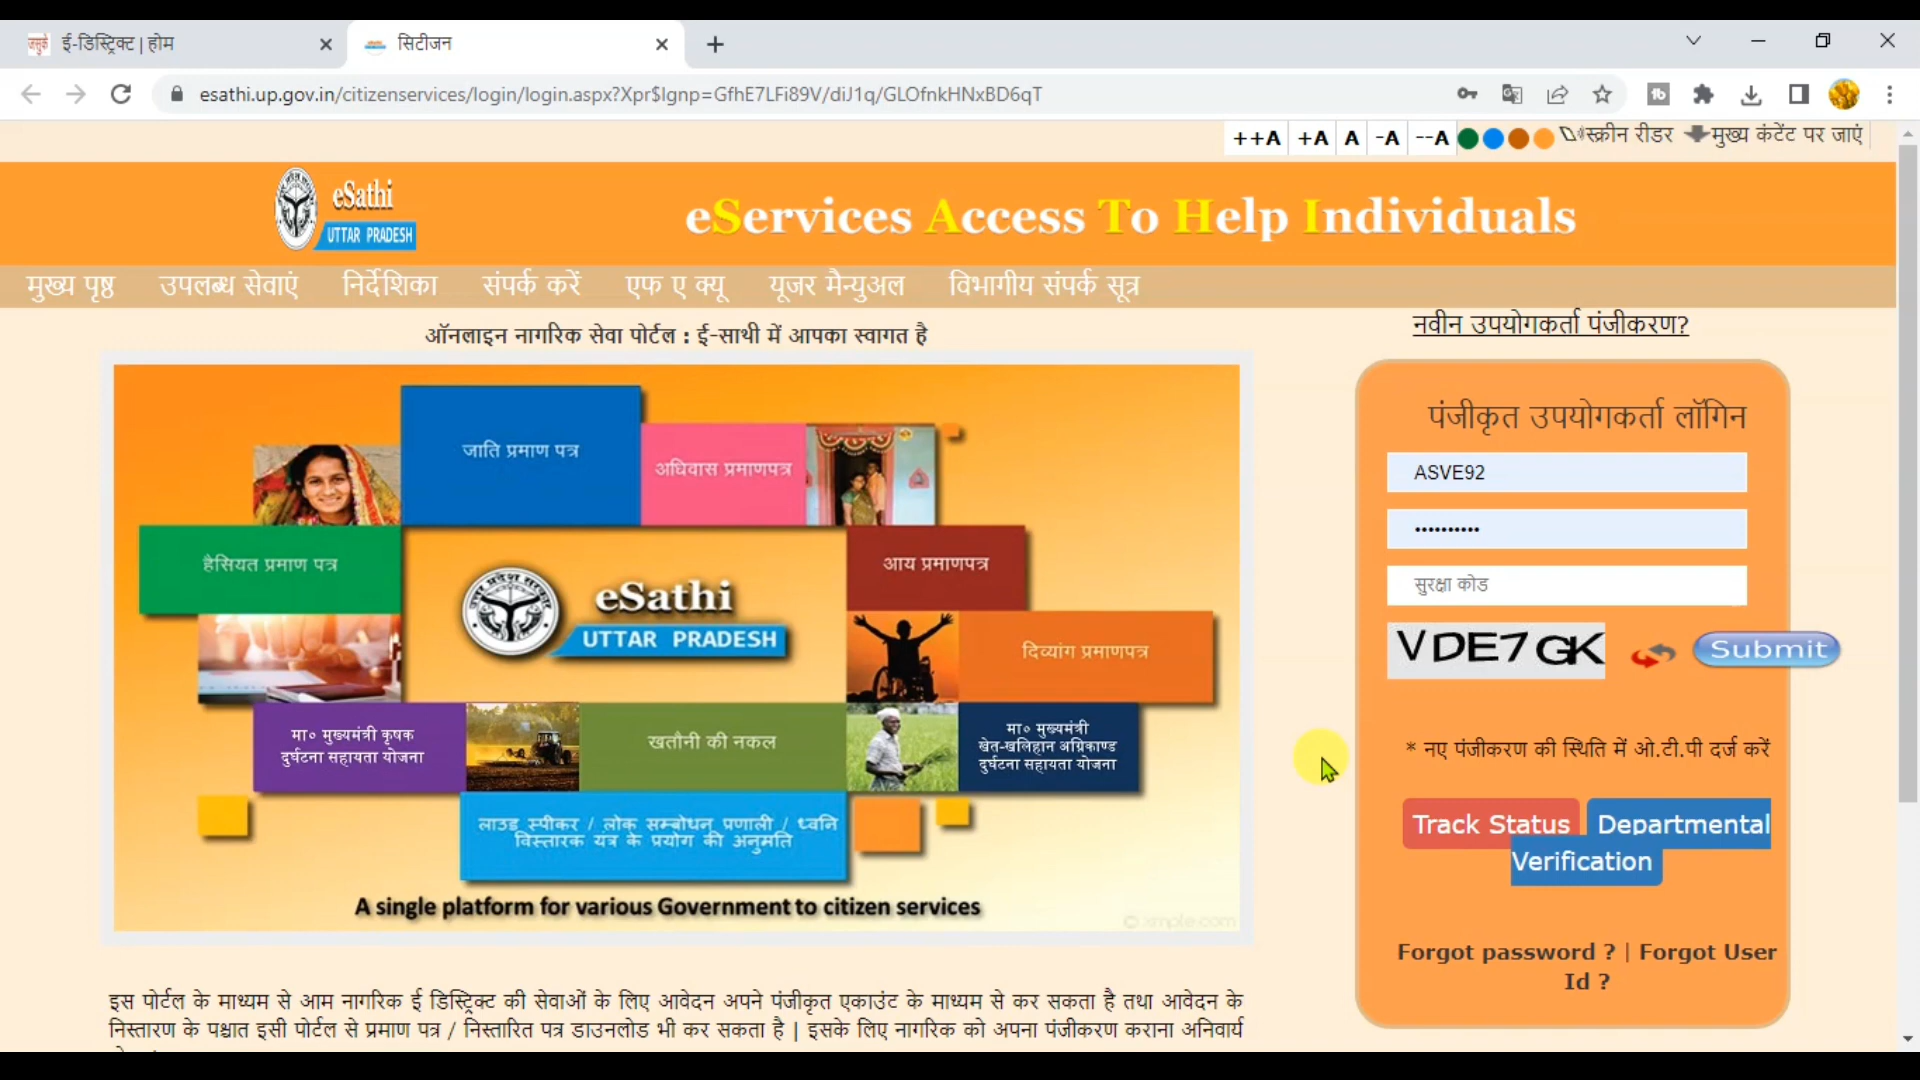 ई-डिस्ट्रिक्ट | होम
सिटीजन
esathi.up.gov.in/citizenservices/login/login.aspx?Xpr$lgnp=GfhE7LFi89V/diJ1q/GLOfnkHNxBD6qT
++A +A A -A --A स्क्रीन रीडर मुख्य कंटेंट पर जाएं
eSathi
UTTAR PRADESH
eServices Access To Help Individuals
मुख्य पृष्ठ उपलब्ध सेवाएं निर्देशिका संपर्क करें एफ ए क्यू यूजर मैन्युअल विभागीय संपर्क सूत्र
ऑनलाइन नागरिक सेवा पोर्टल : ई-साथी में आपका स्वागत है
नवीन उपयोगकर्ता पंजीकरण?
जाति प्रमाण पत्र
अधिवास प्रमाणपत्र
हैसियत प्रमाण पत्र
आय प्रमाणपत्र
eSathi
UTTAR PRADESH
दिव्यांग प्रमाणपत्र
मा० मुख्यमंत्री कृषक
दुर्घटना सहायता योजना
खतौनी की नकल
मा० मुख्यमंत्री
खेत-खलिहान अग्निकाण्ड
दुर्घटना सहायता योजना
लाउड स्पीकर / लोक सम्बोधन प्रणाली / ध्वनि
विस्तारक यंत्र के प्रयोग की अनुमति
A single platform for various Government to citizen services
पंजीकृत उपयोगकर्ता लॉगिन
ASVE92
••••••••••
सुरक्षा कोड
VDE7GK
Submit
* नए पंजीकरण की स्थिति में ओ.टी.पी दर्ज करें
Track Status Departmental
Verification
Forgot password ? | Forgot User
Id ?
इस पोर्टल के माध्यम से आम नागरिक ई डिस्ट्रिक्ट की सेवाओं के लिए आवेदन अपने पंजीकृत एकाउंट के माध्यम से कर सकता है तथा आवेदन के
निस्तारण के पश्चात इसी पोर्टल से प्रमाण पत्र / निस्तारित पत्र डाउनलोड भी कर सकता है | इसके लिए नागरिक को अपना पंजीकरण कराना अनिवार्य